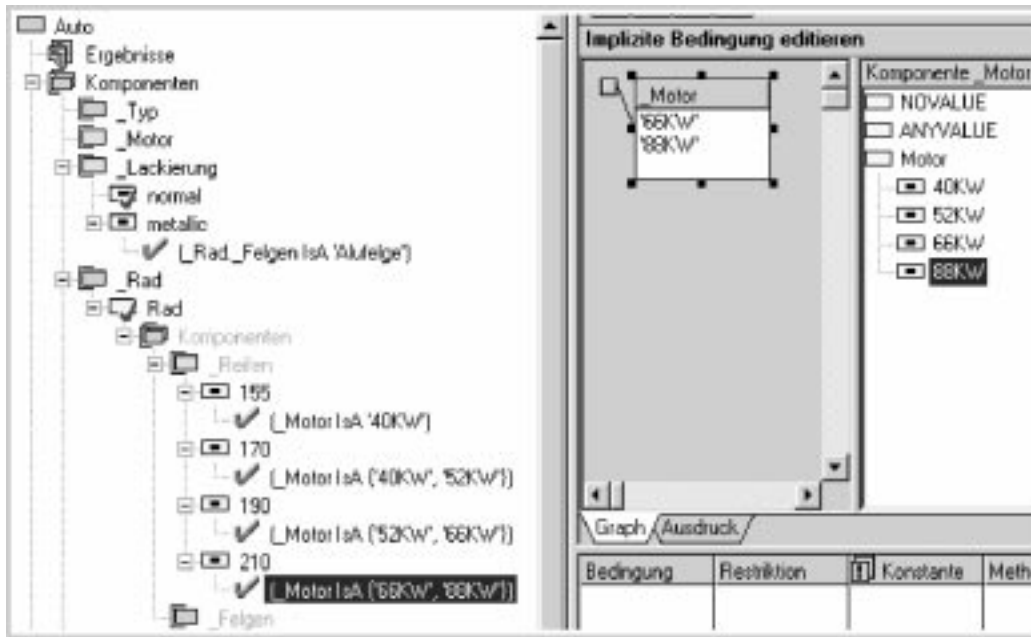 Auto
Ergebnisse
Komponenten
_Typ
_Motor
_Lackierung
normal
metallic
(_Rad._Felgen IsA 'Alufelge')
_Rad
Rad
Komponenten
_Reifen
155
(_Motor IsA '40KW')
170
(_Motor IsA ('40KW', '52KW'))
190
(_Motor IsA ('52KW', '66KW'))
210
(_Motor IsA ('66KW', '88KW'))
_Felgen
Implizite Bedingung editieren
_Motor
'66KW'
'88KW'
Graph
Ausdruck
Komponente _Motor
NOVALUE
ANYVALUE
Motor
40KW
52KW
66KW
88KW
Bedingung Restriktion Konstante Meth